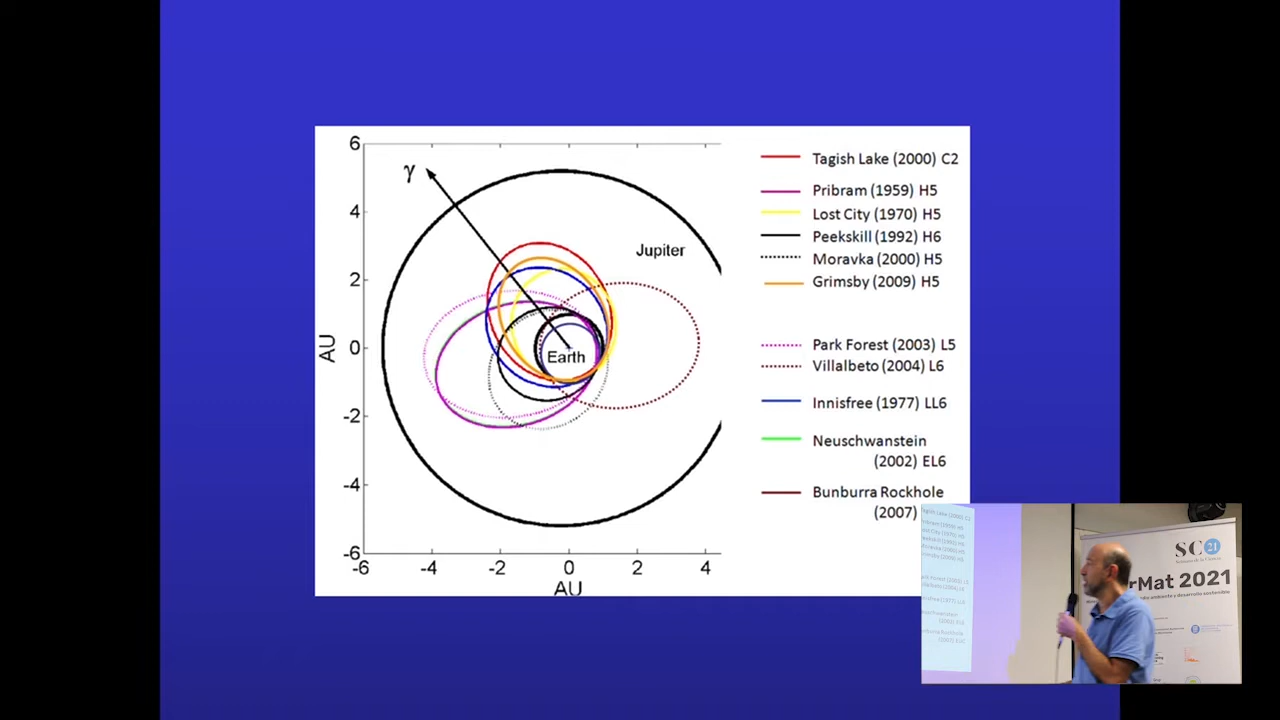 6
4
2
0
-2
-4
-6
AU
-6
-4
-2
0
2
4
AU
γ
Jupiter
Earth
Tagish Lake (2000) C2
Pribram (1959) H5
Lost City (1970) H5
Peekskill (1992) H6
Moravka (2000) H5
Grimsby (2009) H5
Park Forest (2003) L5
Villalbeto (2004) L6
Innisfree (1977) LL6
Neuschwanstein
(2002) EL6
Bunburra Rockhole
(2007)
SC 21
rMat 2021